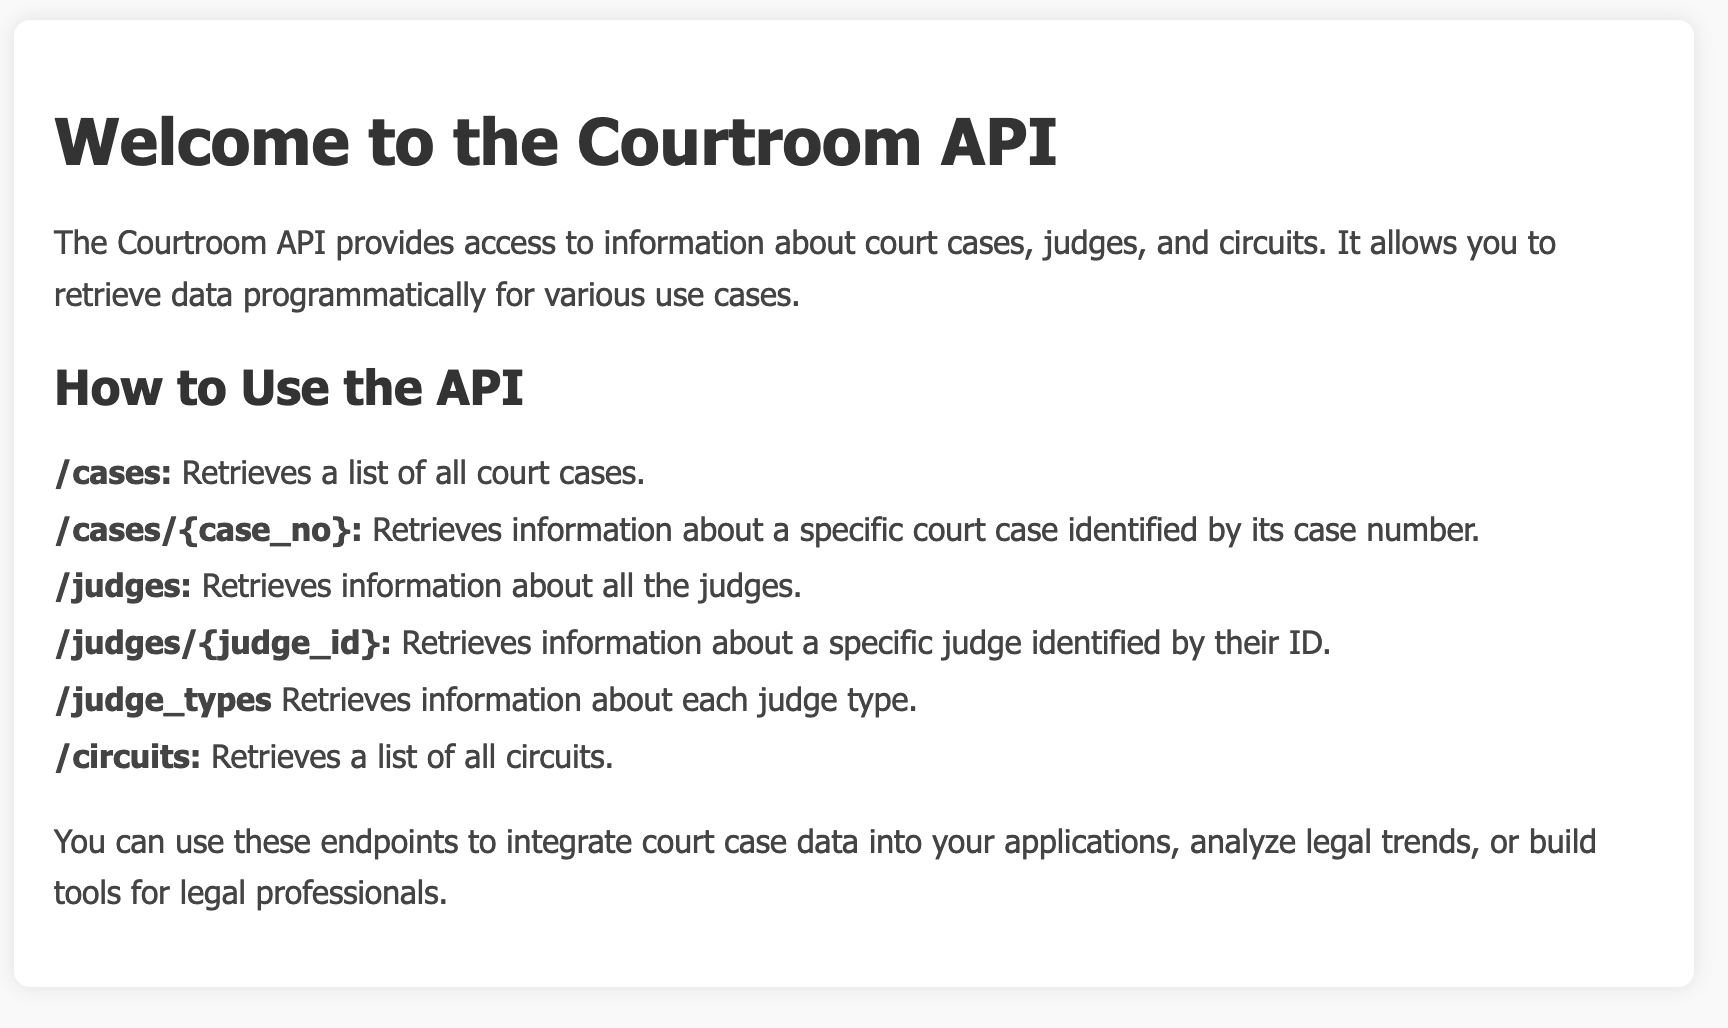 Welcome to the Courtroom API
The Courtroom API provides access to information about court cases, judges, and circuits. It allows you to
retrieve data programmatically for various use cases.
How to Use the API
/cases: Retrieves a list of all court cases.
/cases/{case_no}: Retrieves information about a specific court case identified by its case number.
/judges: Retrieves information about all the judges.
/judges/{judge_id}: Retrieves information about a specific judge identified by their ID.
/judge_types Retrieves information about each judge type.
/circuits: Retrieves a list of all circuits.
You can use these endpoints to integrate court case data into your applications, analyze legal trends, or build
tools for legal professionals.